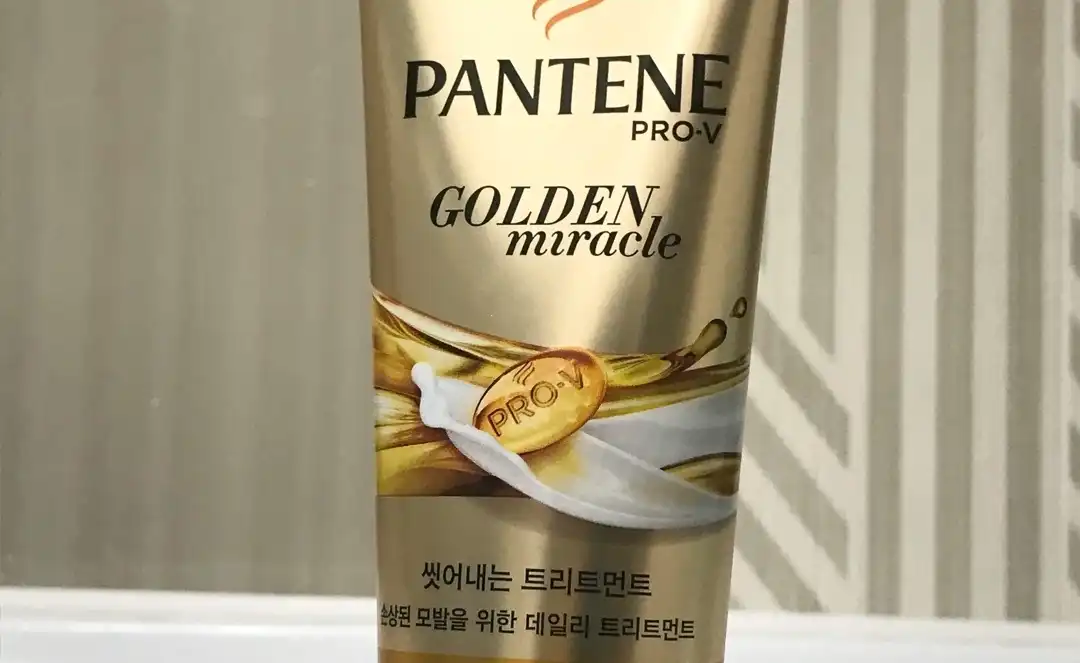 PANTENE
PRO-V
GOLDEN
miracle
PRO-V
씻어내는 트리트먼트
손상된 모발을 위한 데일리 트리트먼트